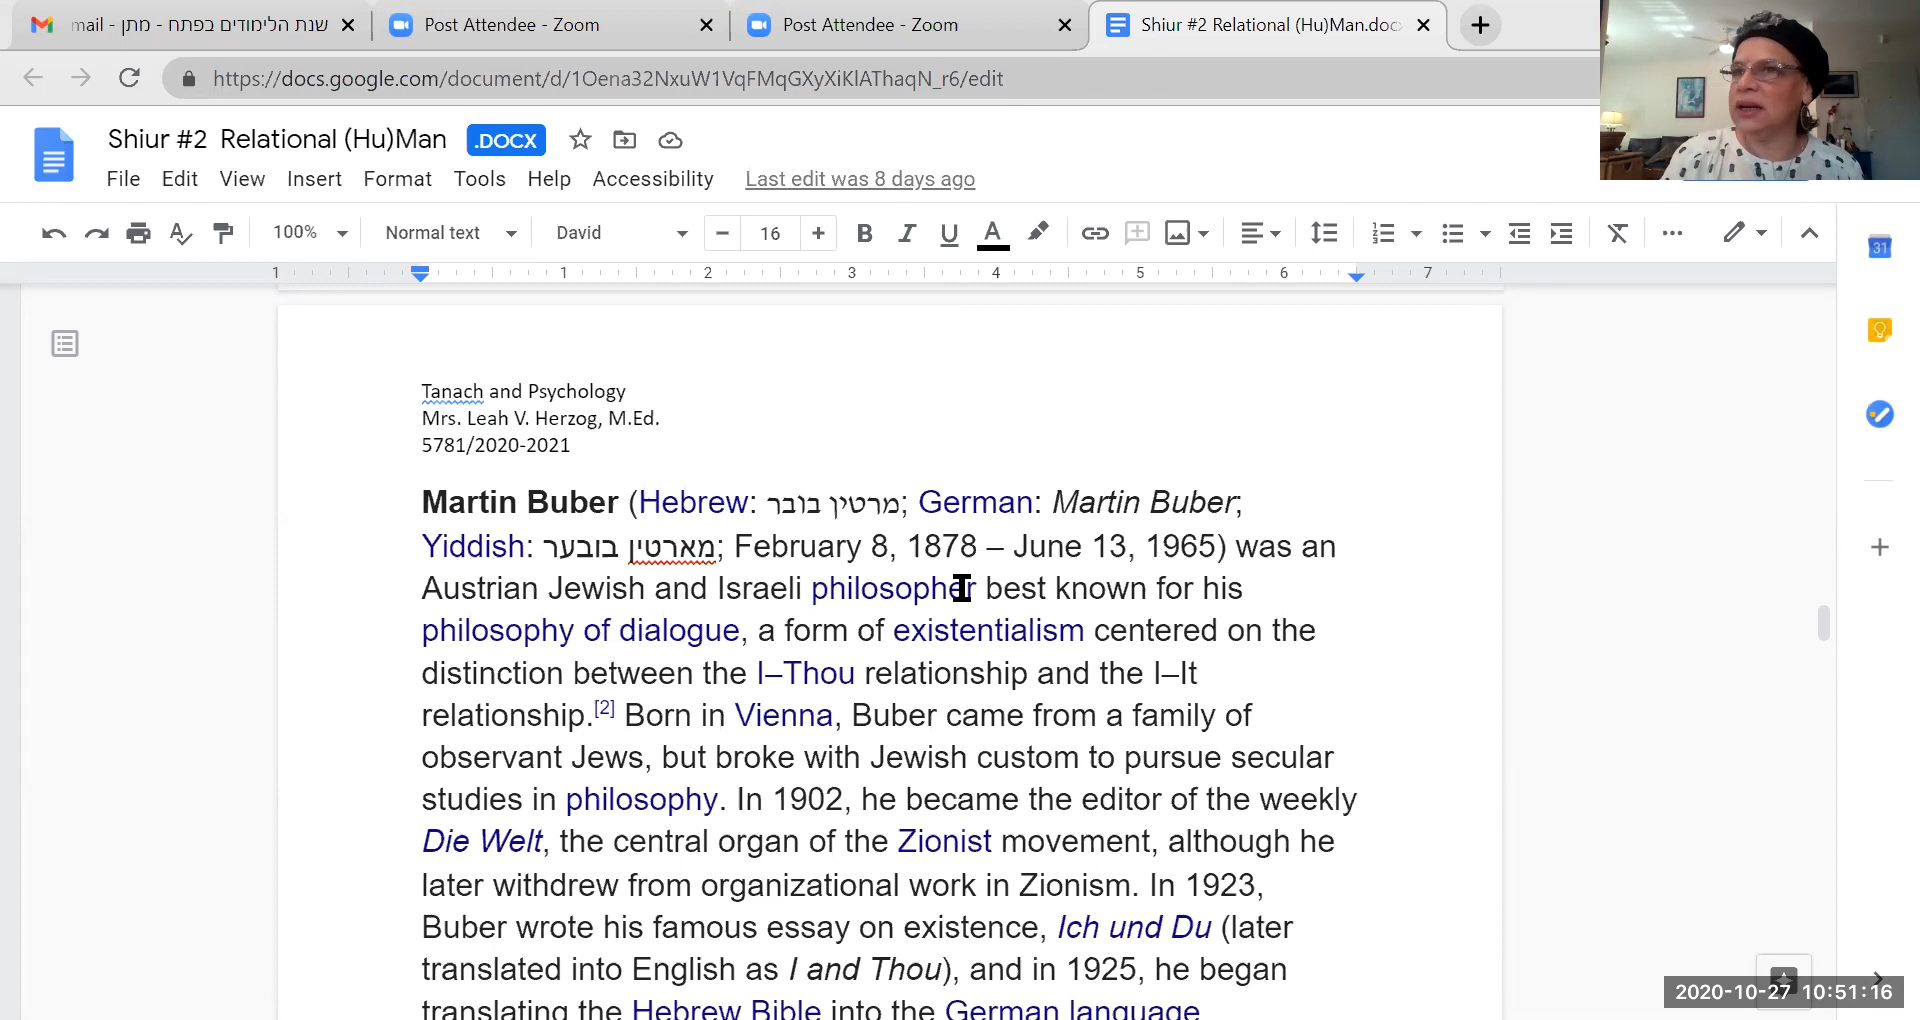 mail - שנת הלימודים בפתח - מתן
Post Attendee - Zoom
Post Attendee - Zoom
Shiur #2 Relational (Hu)Man.docx
https://docs.google.com/document/d/1Oena32NxuW1VqFMqGXyXiKlAThaqN_r6/edit
Shiur #2 Relational (Hu)Man
.DOCX
File Edit View Insert Format Tools Help Accessibility Last edit was 8 days ago
100% Normal text David 16 B I U A
1 1 2 3 4 5 6 7
31
Tanach and Psychology
Mrs. Leah V. Herzog, M.Ed.
5781/2020-2021
Martin Buber (Hebrew: מרטין בובר; German: Martin Buber;
Yiddish: מארטין בובער; February 8, 1878 – June 13, 1965) was an
Austrian Jewish and Israeli philosopher best known for his
philosophy of dialogue, a form of existentialism centered on the
distinction between the I–Thou relationship and the I–It
relationship.[2] Born in Vienna, Buber came from a family of
observant Jews, but broke with Jewish custom to pursue secular
studies in philosophy. In 1902, he became the editor of the weekly
Die Welt, the central organ of the Zionist movement, although he
later withdrew from organizational work in Zionism. In 1923,
Buber wrote his famous essay on existence, Ich und Du (later
translated into English as I and Thou), and in 1925, he began
translating the Hebrew Bible into the German language
2020-10-27 10:51:16